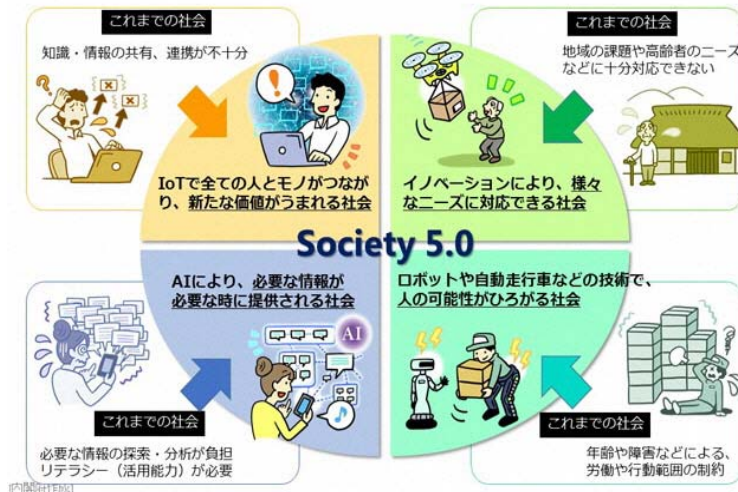 これまでの社会
知識・情報の共有、連携が不十分
IoTで全ての人とモノがつなが
り、新たな価値がうまれる社会
これまでの社会
地域の課題や高齢者のニーズ
などに十分対応できない
イノベーションにより、様々
なニーズに対応できる社会
Society 5.0
AIにより、必要な情報が
必要な時に提供される社会
AI
これまでの社会
必要な情報の探索・分析が負担
リテラシー（活用能力）が必要
ロボットや自動走行車などの技術で、
人の可能性がひろがる社会
これまでの社会
年齢や障害などによる、
労働や行動範囲の制約